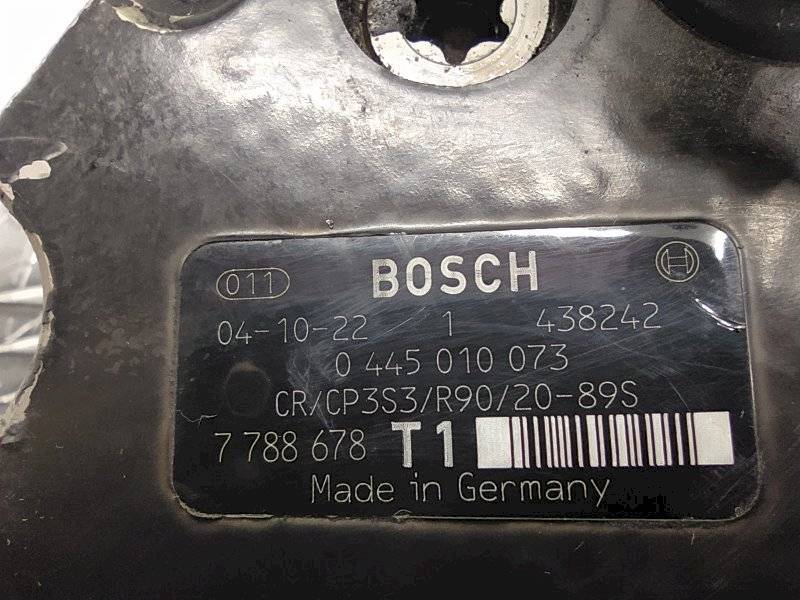 011 BOSCH
04-10-22 1 438242
0 445 010 073
CR/CP3S3/R90/20-89S
7 788 678 T1
Made in Germany